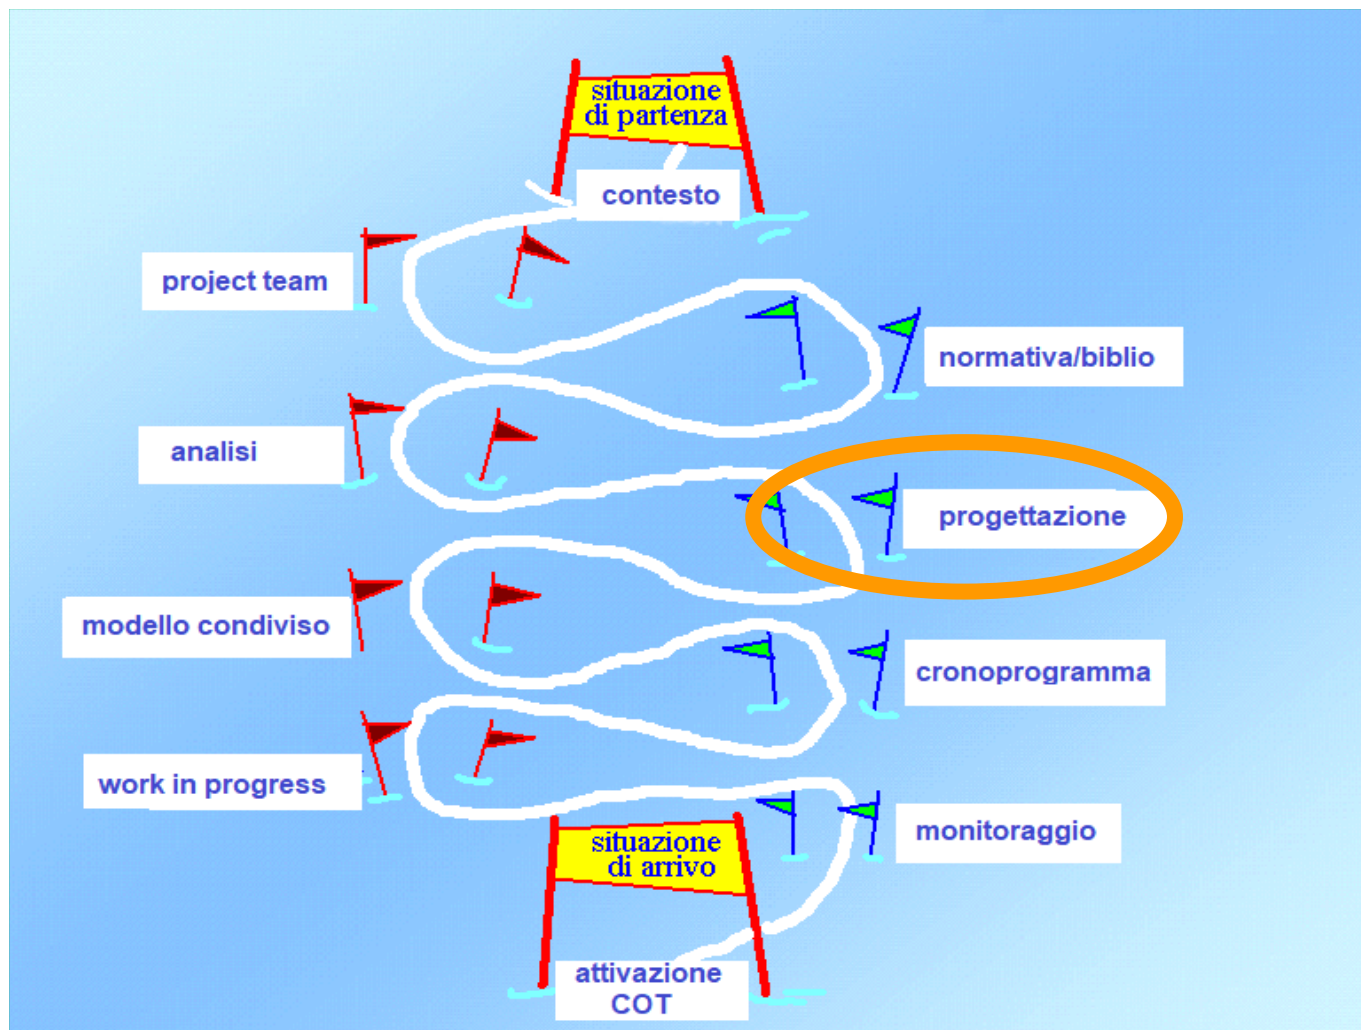 situazione
di partenza
contesto
project team
normativa/biblio
analisi
progettazione
modello condiviso
cronoprogramma
work in progress
monitoraggio
situazione
di arrivo
attivazione
COT